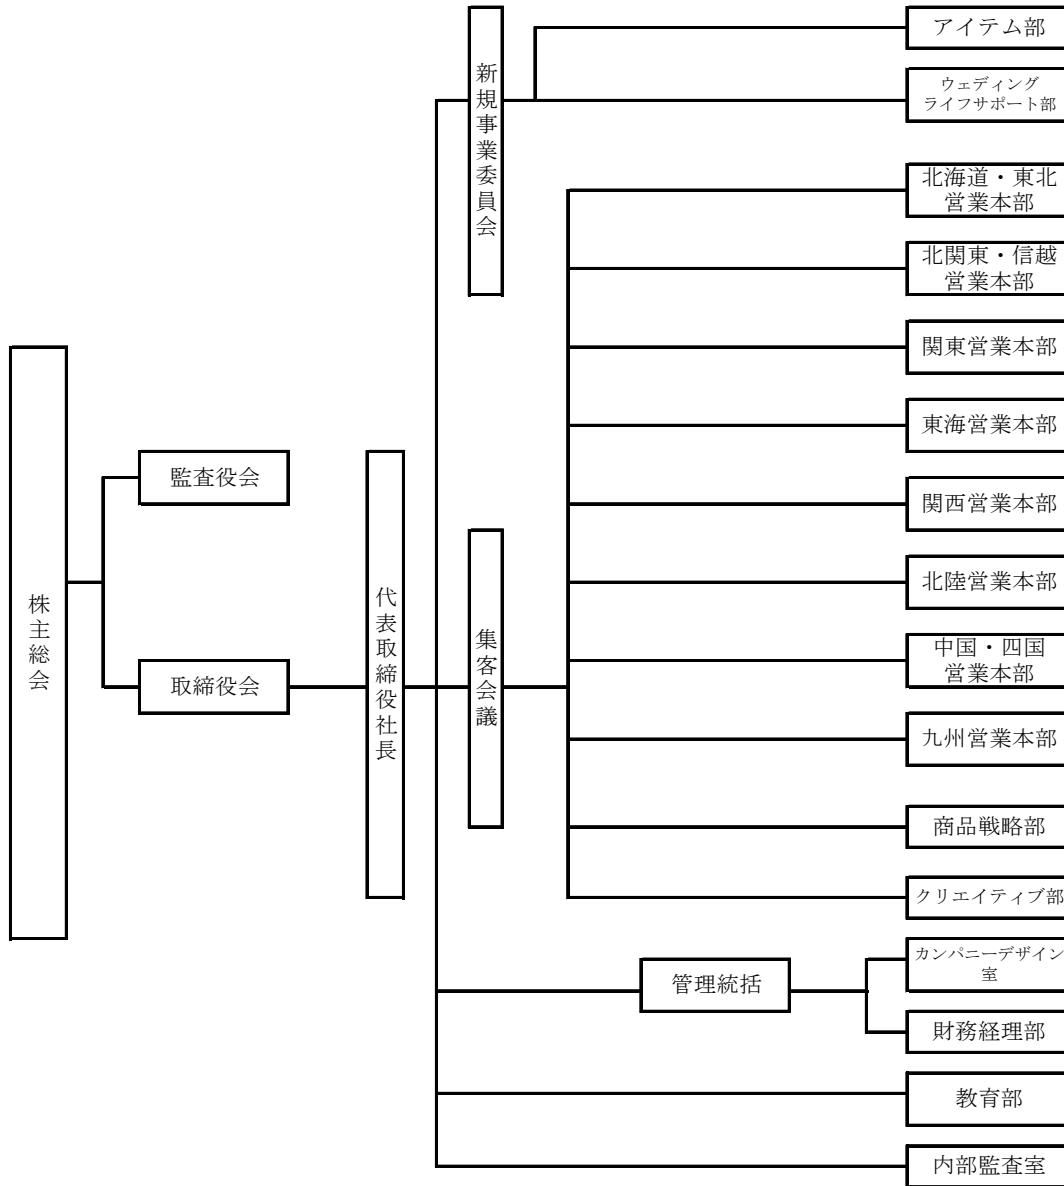 株主総会
監査役会
取締役会
代表取締役社長
新規事業委員会
集客会議
管理統括
アイテム部
ウェディング
ライフサポート部
北海道・東北
営業本部
北関東・信越
営業本部
関東営業本部
東海営業本部
関西営業本部
北陸営業本部
中国・四国
営業本部
九州営業本部
商品戦略部
クリエイティブ部
カンパニーデザイン
室
財務経理部
教育部
内部監査室